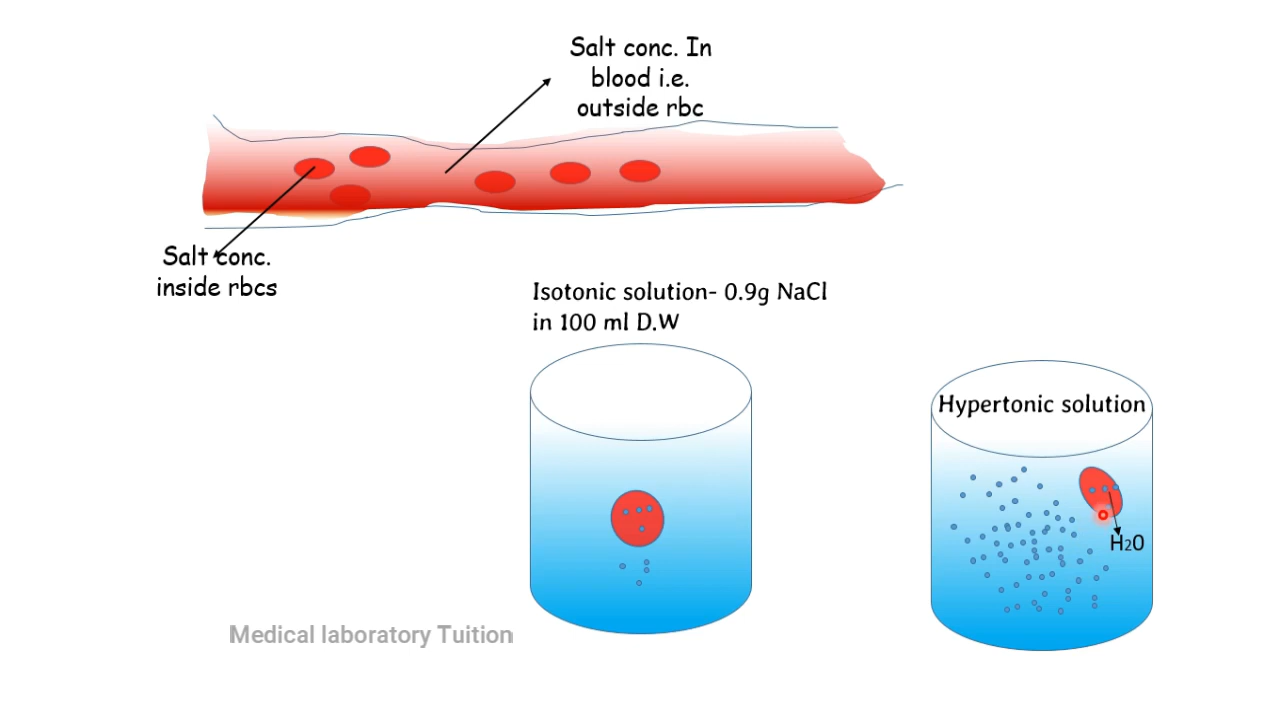 Salt conc. In
blood i.e.
outside rbc
Salt conc.
inside rbcs
Isotonic solution- 0.9g NaCl
in 100 ml D.W
Hypertonic solution
H20
Medical laboratory Tuition